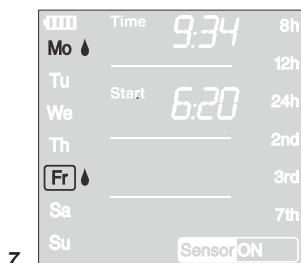 Time 9:34 8h
Mo
12h
Tu
Start 6:20 24h
We
Th 2nd
Fr 3rd
Sa 7th
Su Sensor ON
7